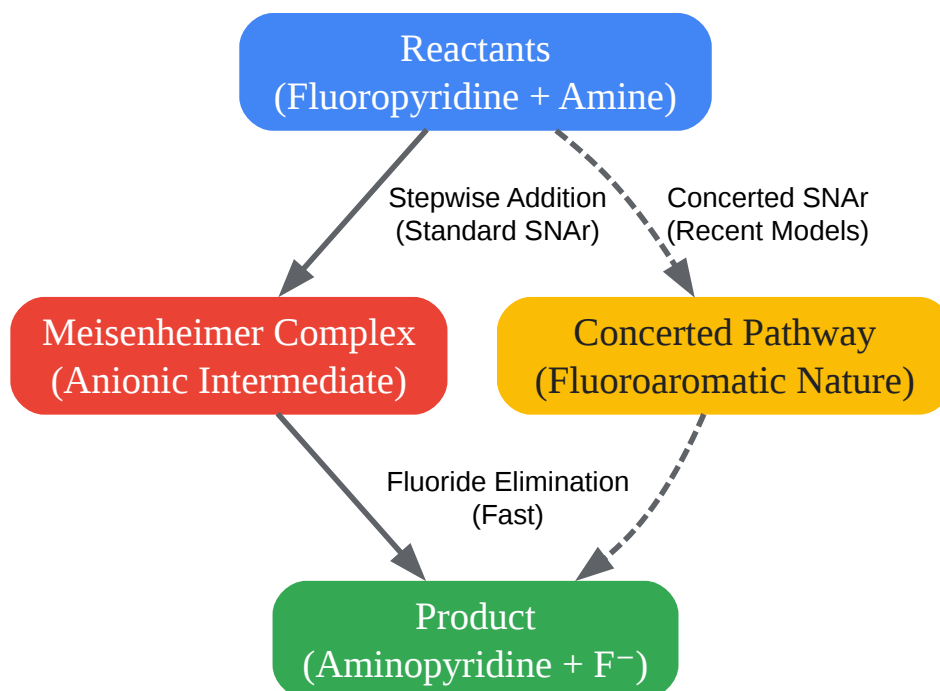 Reactants
(Fluoropyridine + Amine)
Stepwise Addition
(Standard SNAr)
Concerted SNAr
(Recent Models)
Meisenheimer Complex
(Anionic Intermediate)
Concerted Pathway
(Fluoroaromatic Nature)
Fluoride Elimination
(Fast)
Product
(Aminopyridine + F⁻)